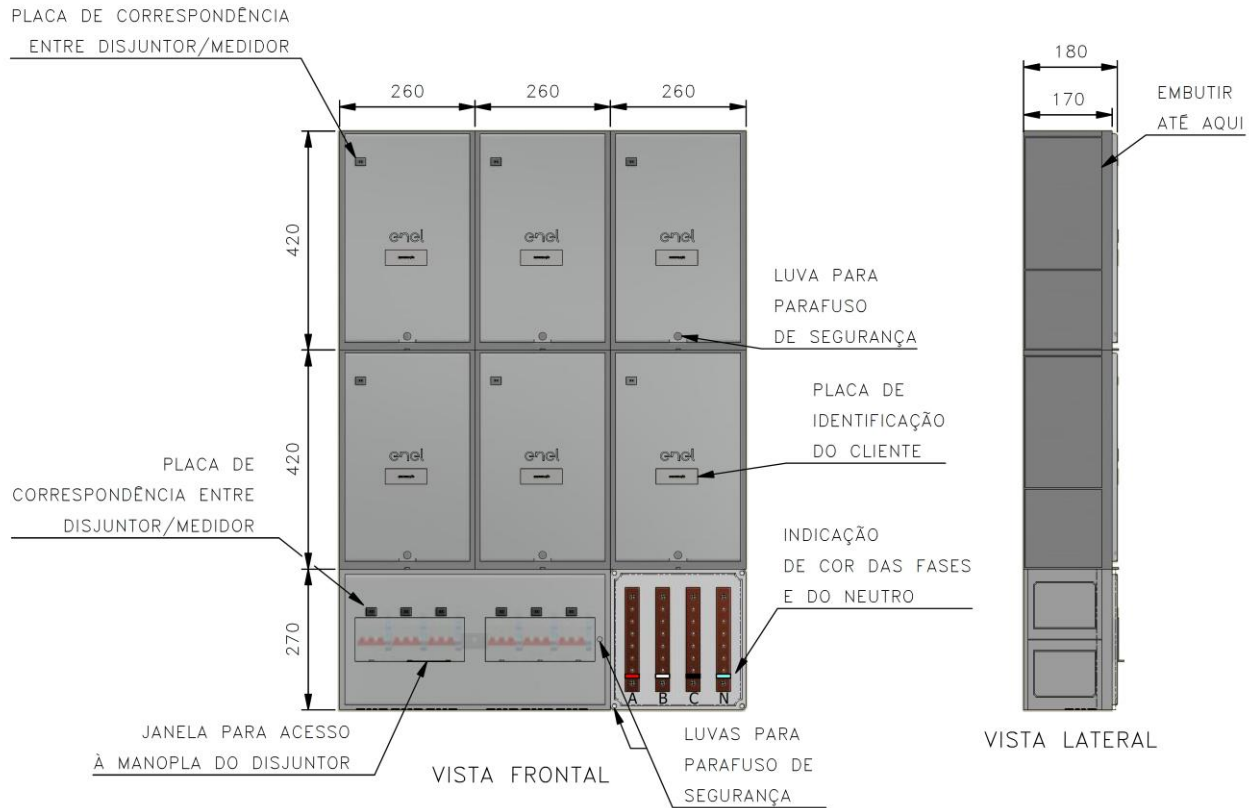 PLACA DE CORRESPONDÊNCIA
ENTRE DISJUNTOR/MEDIDOR
260
260
260
180
170
EMBUTIR
ATÉ AQUI
420
enel
enel
enel
LUVA PARA
PARAFUSO
DE SEGURANÇA
420
enel
enel
enel
PLACA DE
IDENTIFICAÇÃO
DO CLIENTE
PLACA DE
CORRESPONDÊNCIA ENTRE
DISJUNTOR/MEDIDOR
INDICAÇÃO
DE COR DAS FASES
E DO NEUTRO
270
A B C N
JANELA PARA ACESSO
À MANOPLA DO DISJUNTOR
VISTA FRONTAL
LUVAS PARA
PARAFUSO DE
SEGURANÇA
VISTA LATERAL